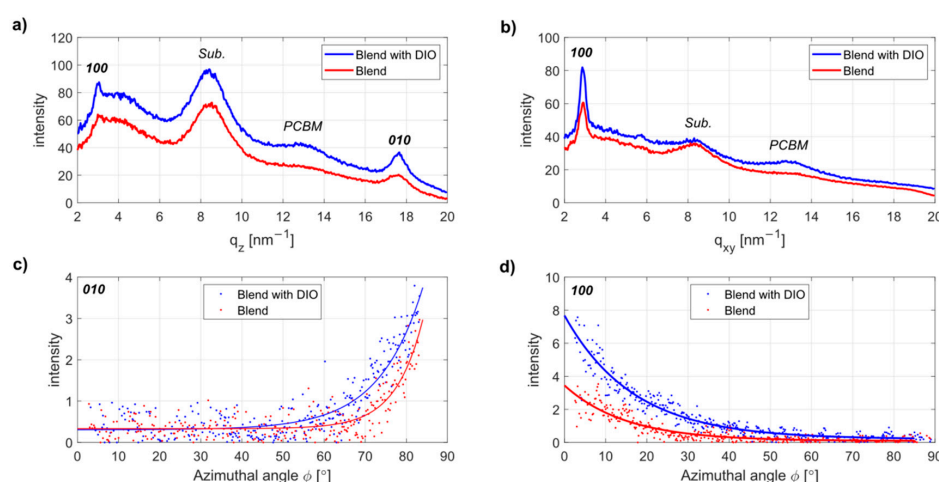 a)
120
100
80
60
40
20
0
intensity
100
Sub.
PCBM
010
Blend with DIO
Blend
2 4 6 8 10 12 14 16 18 20
q_z [nm⁻¹]
b)
100
80
60
40
20
0
intensity
100
Sub.
PCBM
Blend with DIO
Blend
2 4 6 8 10 12 14 16 18 20
q_xy [nm⁻¹]
c)
4
3
2
1
0
intensity
010
Blend with DIO
Blend
0 10 20 30 40 50 60 70 80 90
Azimuthal angle ϕ [°]
d)
10
8
6
4
2
0
intensity
100
Blend with DIO
Blend
0 10 20 30 40 50 60 70 80 90
Azimuthal angle ϕ [°]